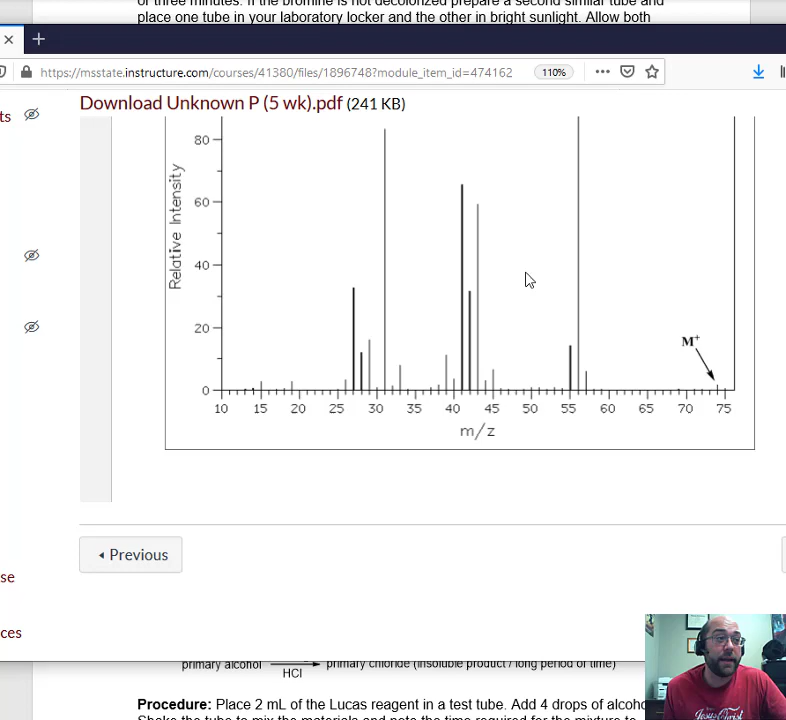 or three minutes. If the bromine is not decolorized prepare a second similar tube and
place one tube in your laboratory locker and the other in bright sunlight. Allow both
https://msstate.instructure.com/courses/41380/files/1896748?module_item_id=474162
110%
ts
Download Unknown P (5 wk).pdf (241 KB)
80
60
40
20
0
Relative Intensity
M+
10 15 20 25 30 35 40 45 50 55 60 65 70 75
m/z
Previous
se
ces
primary alcohol HCl primary chloride (insoluble product / long period of time)
Procedure: Place 2 mL of the Lucas reagent in a test tube. Add 4 drops of alcoho
Shake the tube to mix the materials and note the time required for the mixture to